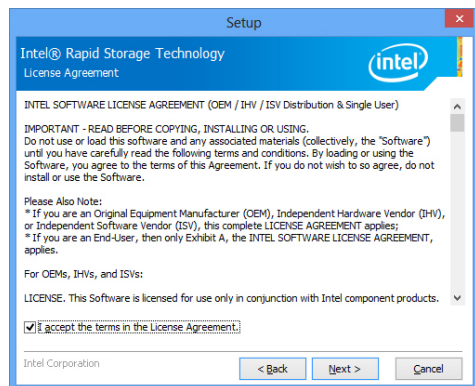 Setup
Intel® Rapid Storage Technology
License Agreement
intel
INTEL SOFTWARE LICENSE AGREEMENT (OEM / IHV / ISV Distribution & Single User)
IMPORTANT - READ BEFORE COPYING, INSTALLING OR USING.
Do not use or load this software and any associated materials (collectively, the "Software")
until you have carefully read the following terms and conditions. By loading or using the
Software, you agree to the terms of this Agreement. If you do not wish to so agree, do not
install or use the Software.
Please Also Note:
* If you are an Original Equipment Manufacturer (OEM), Independent Hardware Vendor (IHV),
or Independent Software Vendor (ISV), this complete LICENSE AGREEMENT applies;
* If you are an End-User, then only Exhibit A, the INTEL SOFTWARE LICENSE AGREEMENT,
applies.
For OEMs, IHVs, and ISVs:
LICENSE. This Software is licensed for use only in conjunction with Intel component products.
I accept the terms in the License Agreement.
Intel Corporation
< Back
Next >
Cancel